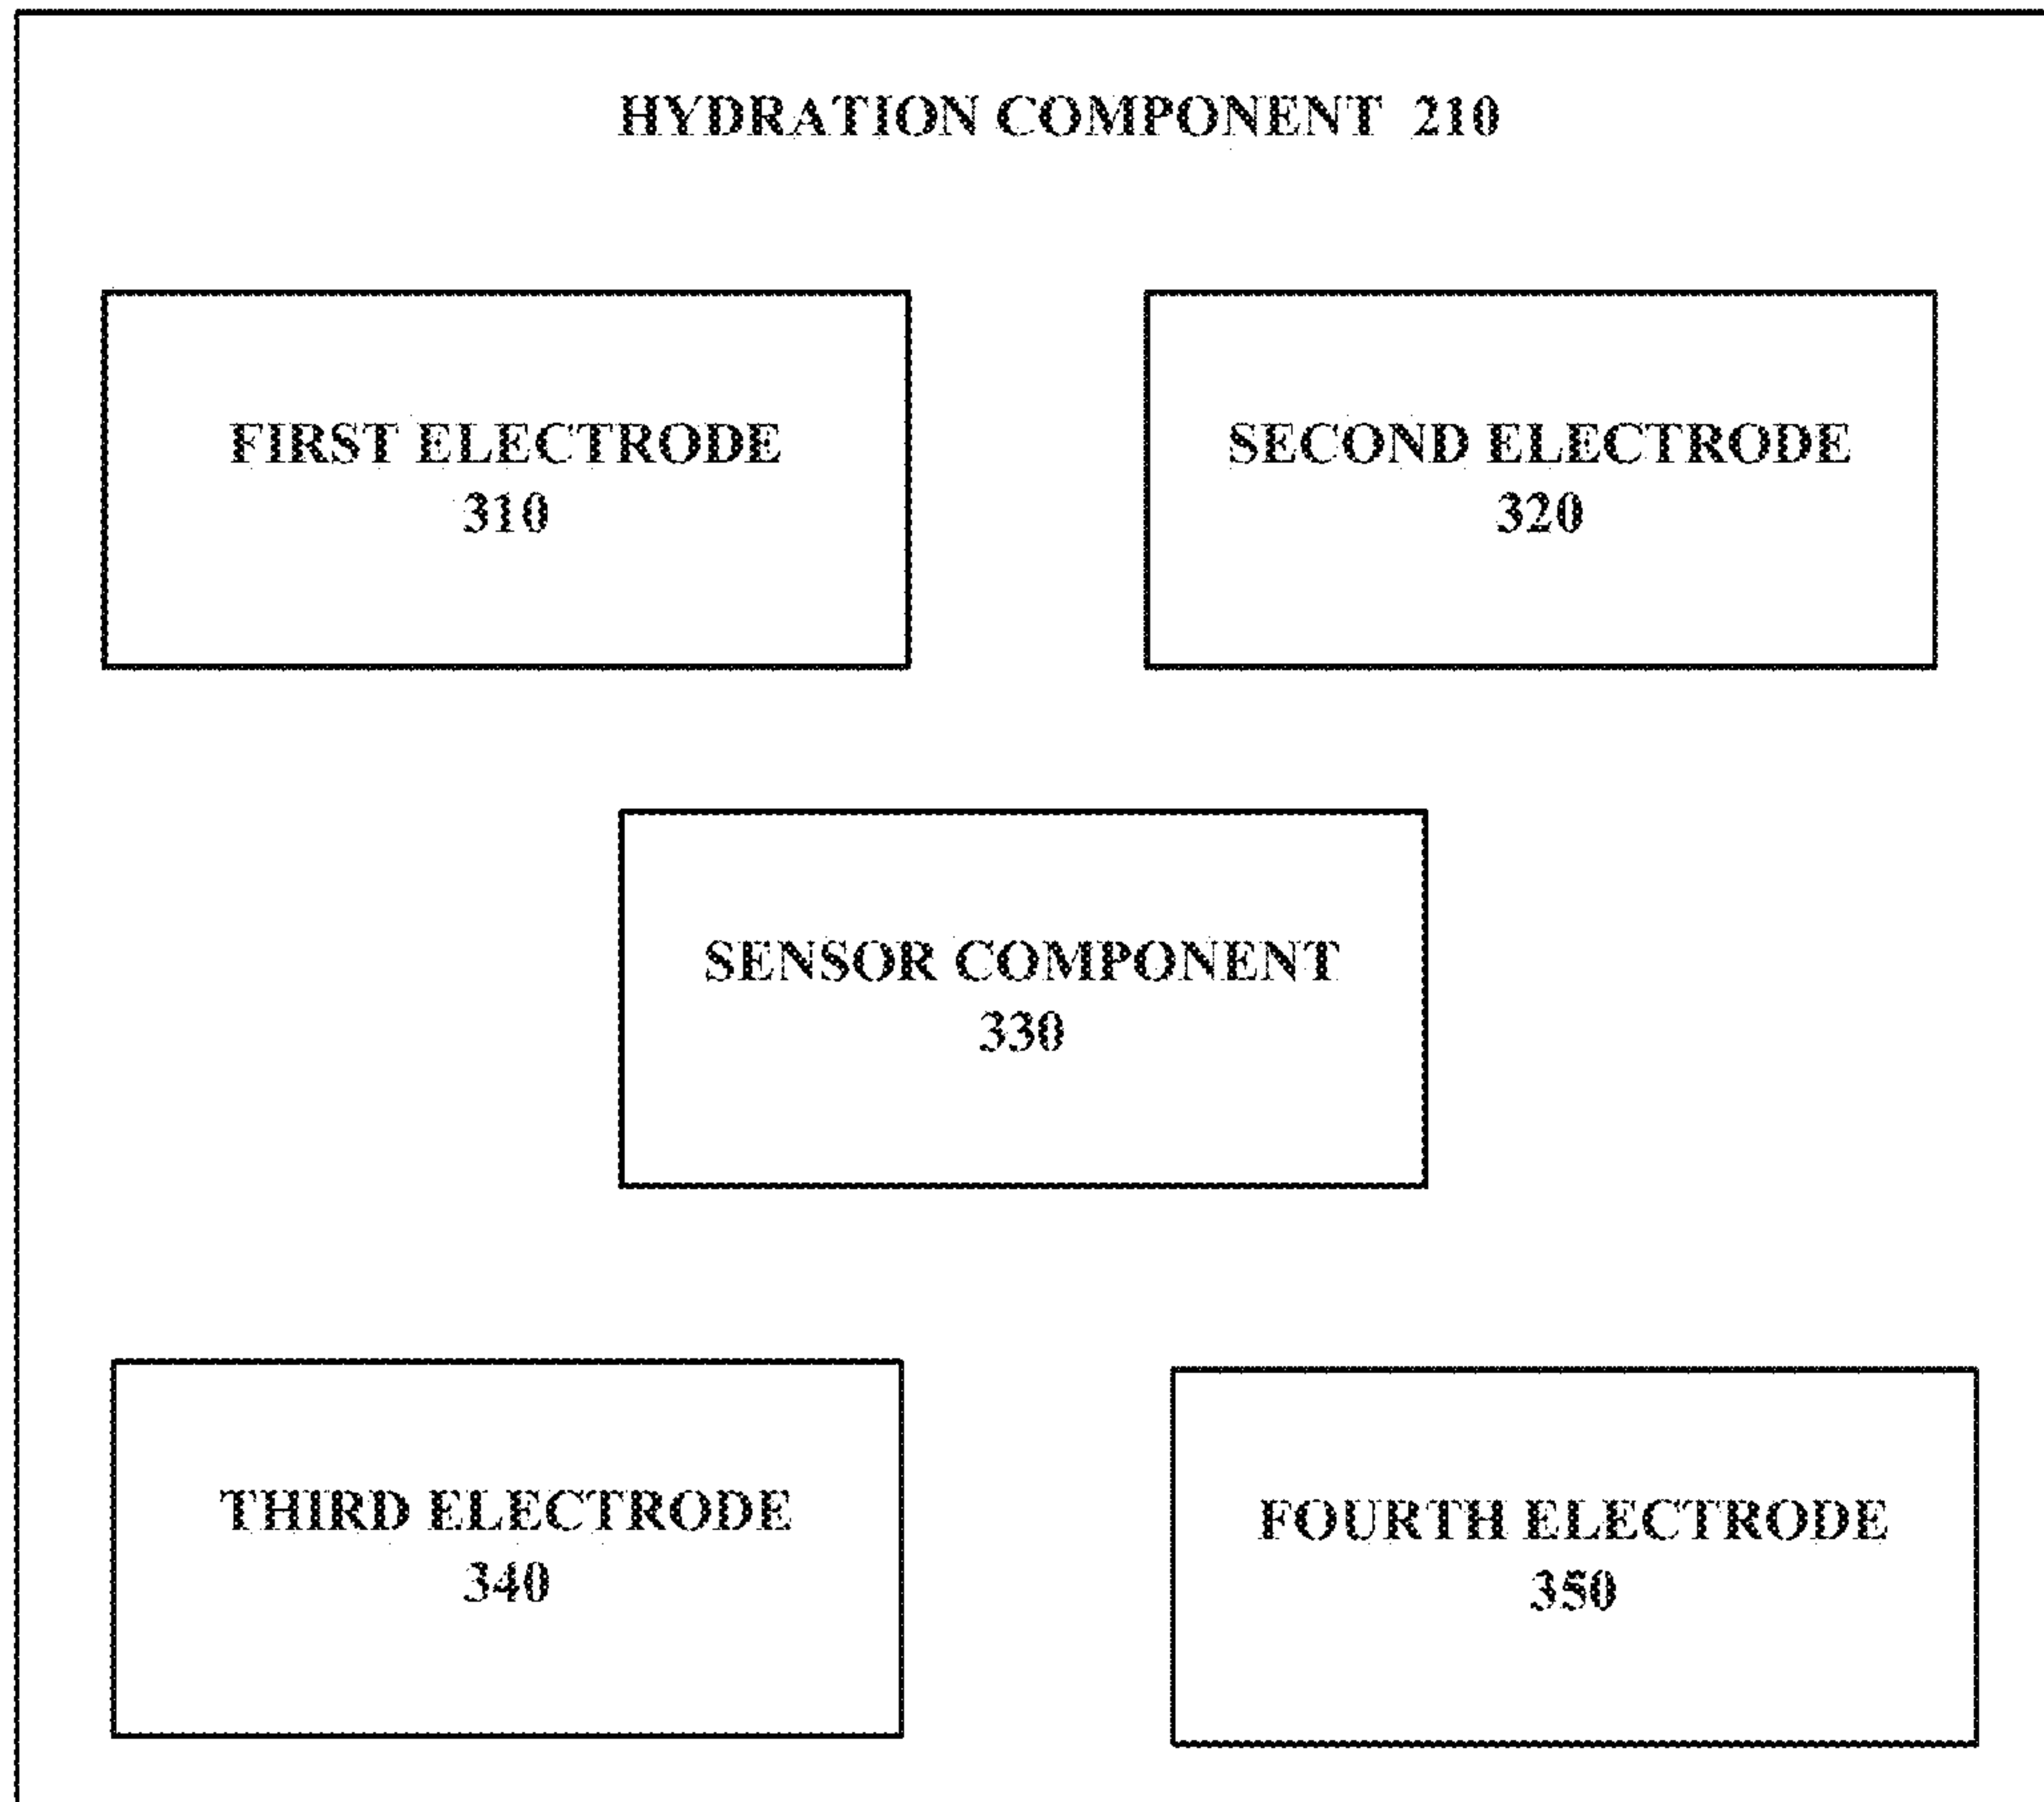 HYDRATION COMPONENT 210
FIRST ELECTRODE
310
SECOND ELECTRODE
320
SENSOR COMPONENT
330
THIRD ELECTRODE
340
FOURTH ELECTRODE
350